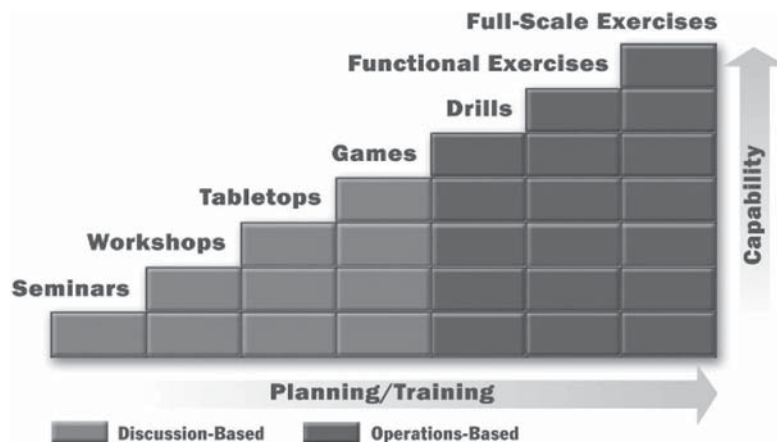 Full-Scale Exercises
Functional Exercises
Drills
Games
Tabletops
Workshops
Seminars
Capability
Planning/Training
Discussion-Based
Operations-Based